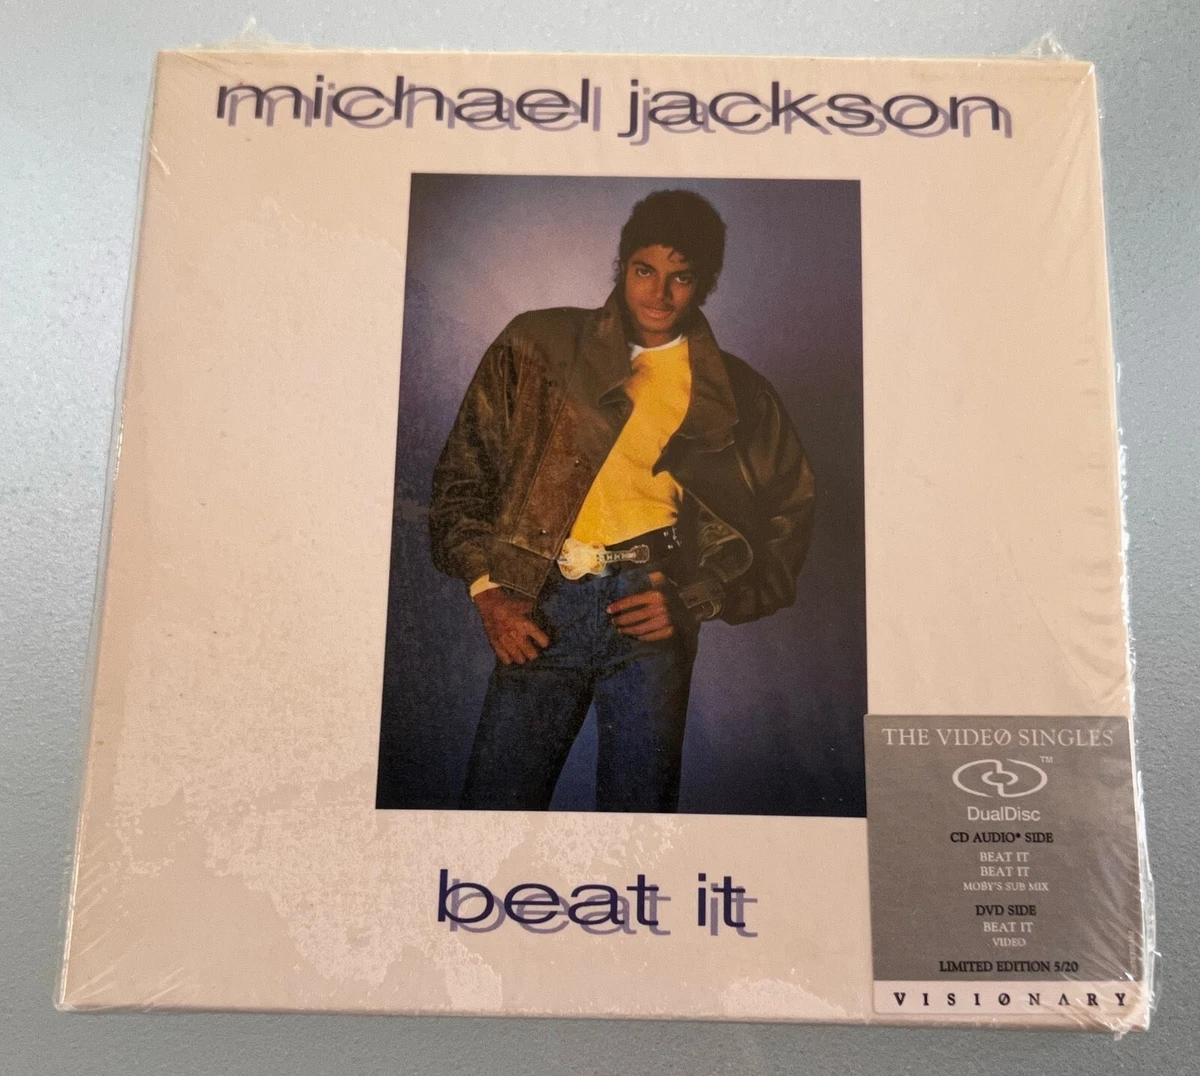 michael jackson
THE VIDEØ SINGLES
TM
DualDisc
CD AUDIO* SIDE
BEAT IT
BEAT IT
MOBY'S SUB MIX
DVD SIDE
BEAT IT
VIDEO
LIMITED EDITION 5/20
VISIØNARY
beat it